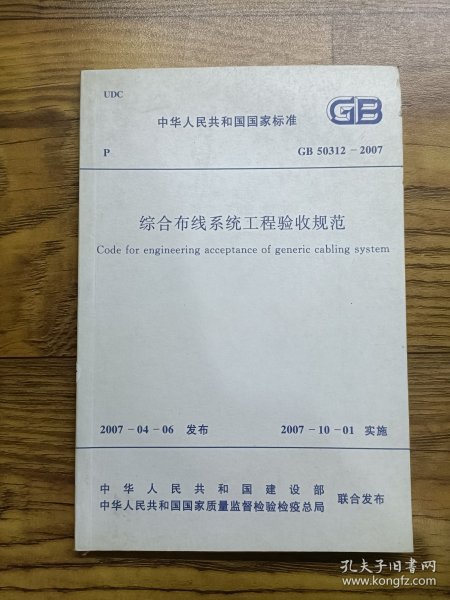 UDC
GB
中华人民共和国国家标准
P
GB 50312－2007
综合布线系统工程验收规范
Code for engineering acceptance of generic cabling system
2007－04－06 发布
2007－10－01 实施
中华人民共和国建设部
中华人民共和国国家质量监督检验检疫总局
联合发布
孔夫子旧书网
www.kongfz.com